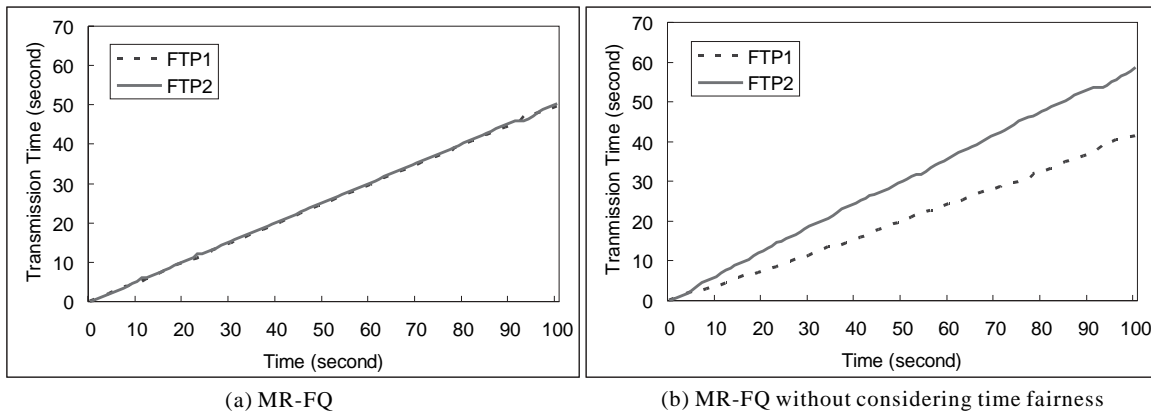 Transmission Time (second)
70
60
50
40
30
20
10
0
FTP1
FTP2
0 10 20 30 40 50 60 70 80 90 100
Time (second)
(a) MR-FQ
Tranmission Time (second)
70
60
50
40
30
20
10
0
FTP1
FTP2
0 10 20 30 40 50 60 70 80 90 100
Time (second)
(b) MR-FQ without considering time fairness